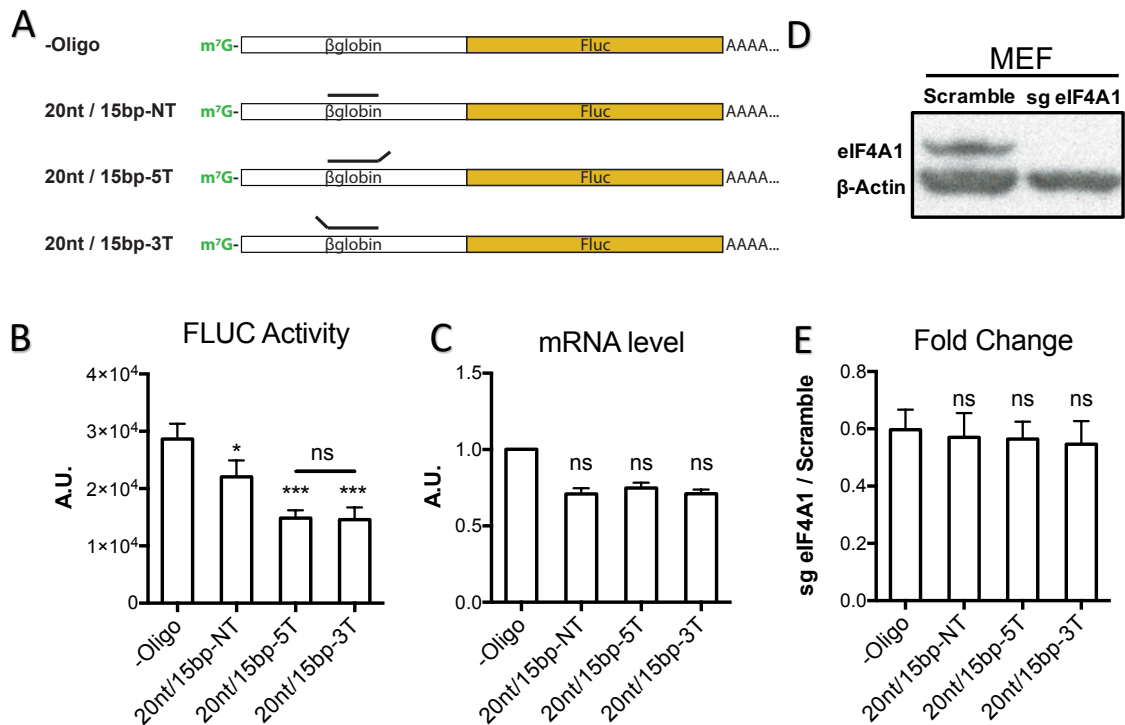 A
-Oligo m⁷G- βglobin Fluc AAAA...
20nt / 15bp-NT m⁷G- βglobin Fluc AAAA...
20nt / 15bp-5T m⁷G- βglobin Fluc AAAA...
20nt / 15bp-3T m⁷G- βglobin Fluc AAAA...
D
MEF
Scramble sg eIF4A1
eIF4A1
β-Actin
B
FLUC Activity
A.U.
4×10⁴
3×10⁴
2×10⁴
1×10⁴
0
*
***
ns
***
-Oligo
20nt/15bp-NT
20nt/15bp-5T
20nt/15bp-3T
C
mRNA level
A.U.
1.5
1.0
0.5
0.0
ns ns ns
-Oligo
20nt/15bp-NT
20nt/15bp-5T
20nt/15bp-3T
E
Fold Change
sg eIF4A1 / Scramble
0.8
0.6
0.4
0.2
0.0
ns ns ns
-Oligo
20nt/15bp-NT
20nt/15bp-5T
20nt/15bp-3T